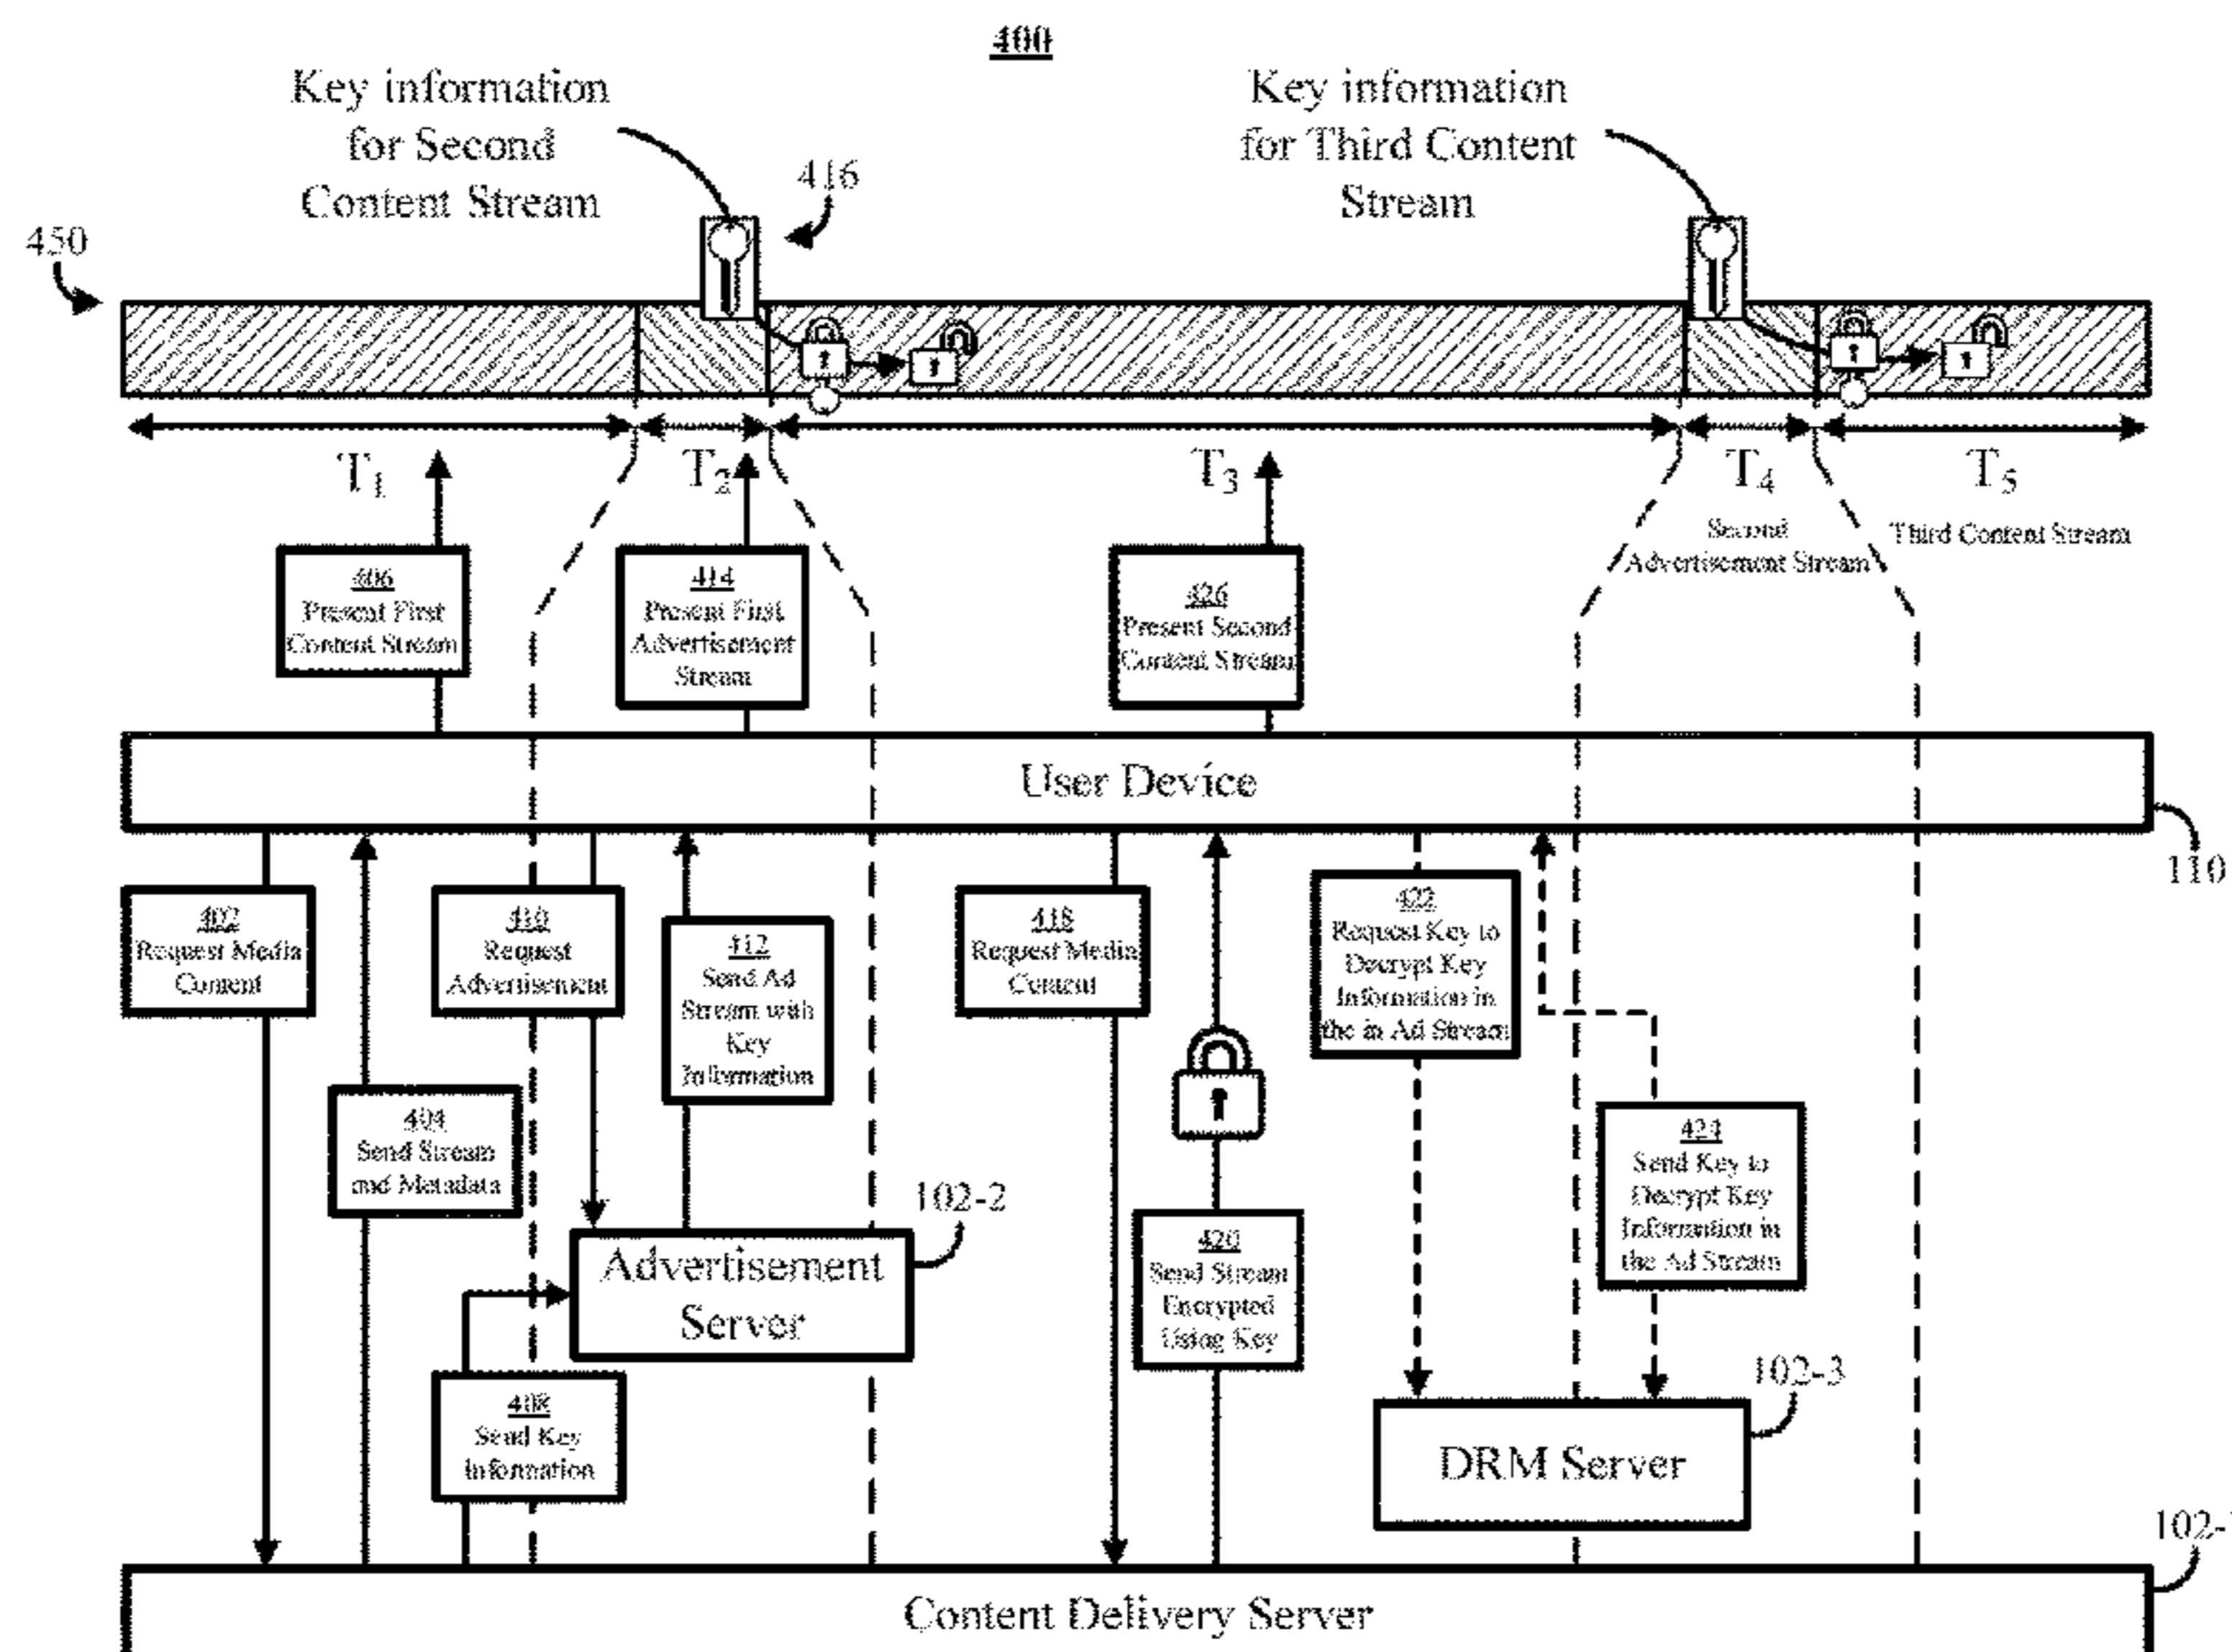 400
Key information
for Second
Content Stream
Key information
for Third Content
Stream
416
450
T1
T2
T3
T4
T5
Second
Advertisement Stream
Third Content Stream
406
Present First
Content Stream
414
Present First
Advertisement
Stream
426
Present Second
Content Stream
User Device
110
402
Request Media
Content
404
Send Stream
and Metadata
410
Request
Advertisement
412
Send Ad
Stream with
Key
Information
418
Request Media
Content
422
Request Key to
Decrypt Key
Information in
the in Ad Stream
424
Send Key to
Decrypt Key
Information in
the Ad Stream
420
Send Stream
Encrypted
Using Key
102-2
Advertisement
Server
408
Send Key
Information
102-3
DRM Server
102-
Content Delivery Server